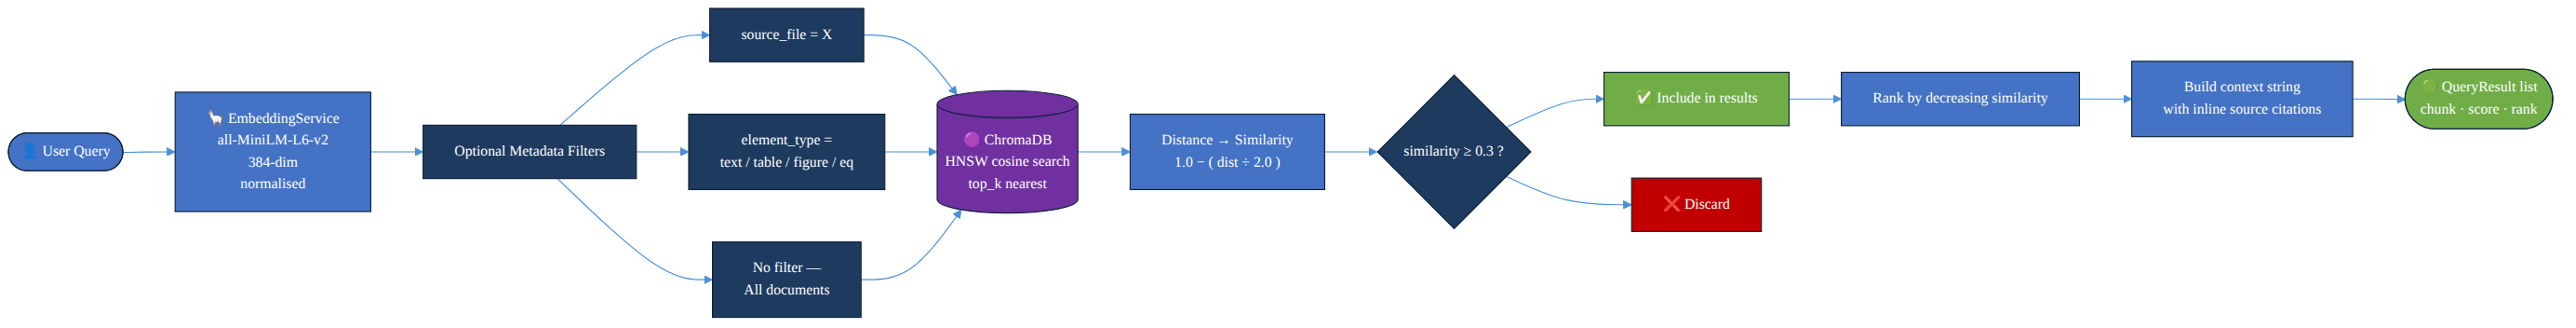 👤 User Query
🦙 EmbeddingService
all-MiniLM-L6-v2
384-dim
normalised
Optional Metadata Filters
source_file = X
element_type =
text / table / figure / eq
No filter —
All documents
🟣 ChromaDB
HNSW cosine search
top_k nearest
Distance → Similarity
1.0 − ( dist ÷ 2.0 )
similarity ≥ 0.3 ?
✅ Include in results
❌ Discard
Rank by decreasing similarity
Build context string
with inline source citations
🟢 QueryResult list
chunk · score · rank